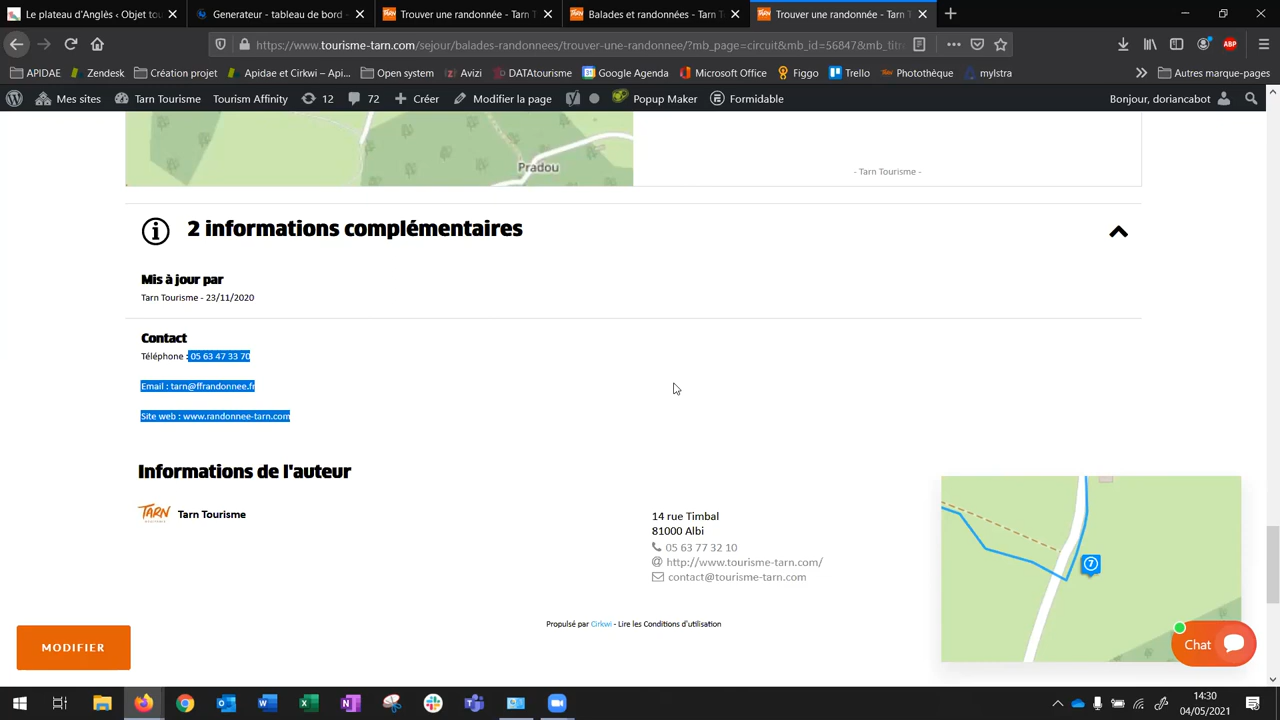 Le plateau d'Anglès ‹ Objet tou
Generateur - tableau de bord
Trouver une randonnée - Tarn T
Balades et randonnées - Tarn T
Trouver une randonnée - Tarn T
https://www.tourisme-tarn.com/sejour/balades-randonnees/trouver-une-randonnee/?mb_page=circuit&mb_id=56847&mb_titr
ABP
APIDAE
Zendesk
Création projet
Apidae et Cirkwi - Api...
Open system
Avizi
DATAtourisme
Google Agenda
Microsoft Office
Figgo
Trello
Photothèque
myIstra
Autres marque-pages
Mes sites
Tarn Tourisme
Tourism Affinity
12
72
Créer
Modifier la page
Popup Maker
Formidable
Bonjour, doriancabot
Pradou
- Tarn Tourisme -
2 informations complémentaires
Mis à jour par
Tarn Tourisme - 23/11/2020
Contact
Téléphone : 05 63 47 33 70
Email : tarn@ffrandonnee.fr
Site web : www.randonnee-tarn.com
Informations de l'auteur
TARN
Tarn Tourisme
14 rue Timbal
81000 Albi
05 63 77 32 10
http://www.tourisme-tarn.com/
contact@tourisme-tarn.com
7
Propulsé par Cirkwi - Lire les Conditions d'utilisation
MODIFIER
Chat
14:30
04/05/2021